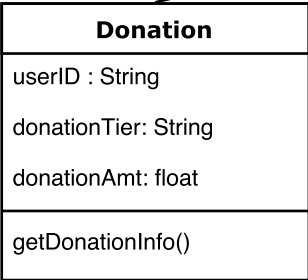 Donation
userID : String
donationTier: String
donationAmt: float
getDonationInfo()